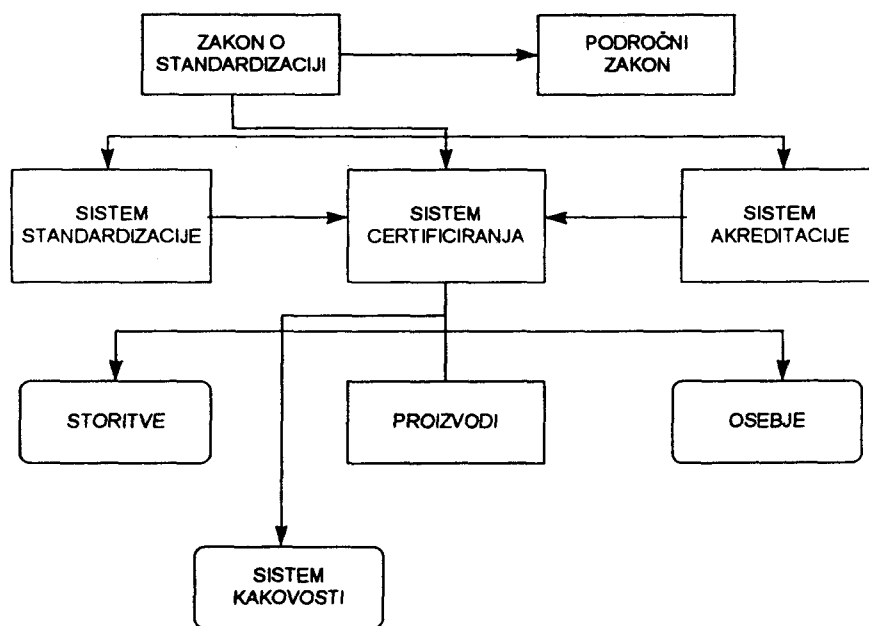 ZAKON O
STANDARDIZACIJI
PODROČNI
ZAKON
SISTEM
STANDARDIZACIJE
SISTEM
CERTIFICIRANJA
SISTEM
AKREDITACIJE
STORITVE
PROIZVODI
OSEBJE
SISTEM
KAKOVOSTI